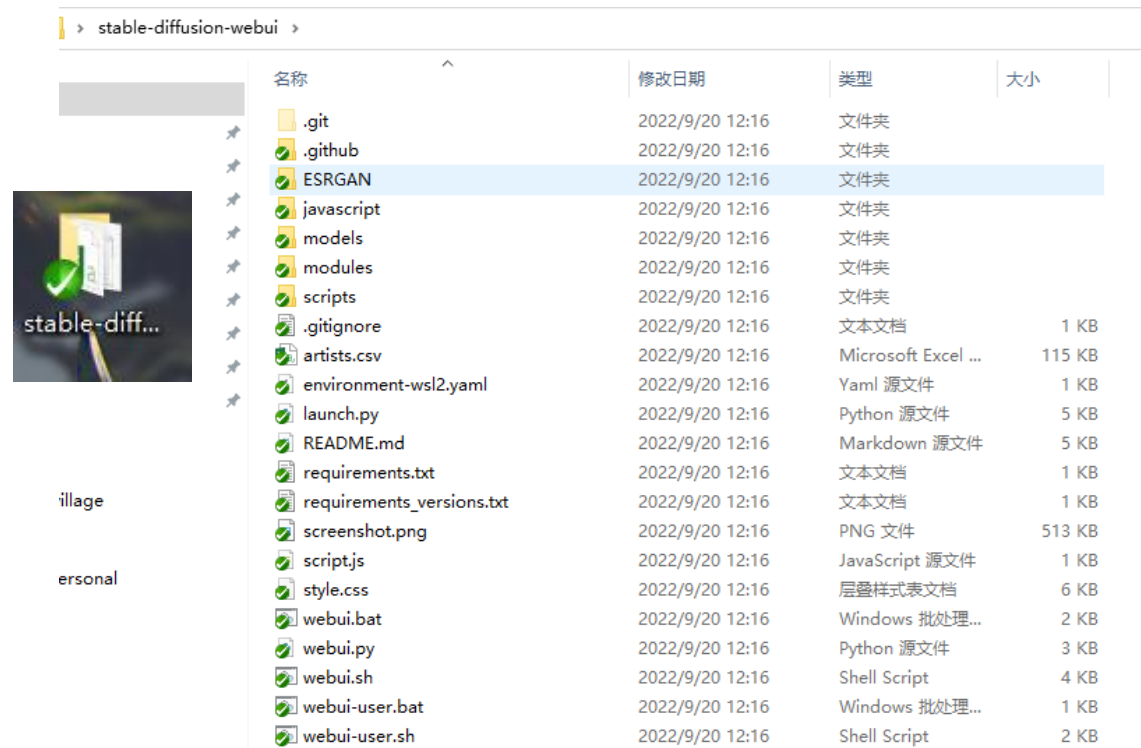 stable-diffusion-webui
名称 修改日期 类型 大小
.git 2022/9/20 12:16 文件夹
.github 2022/9/20 12:16 文件夹
ESRGAN 2022/9/20 12:16 文件夹
javascript 2022/9/20 12:16 文件夹
models 2022/9/20 12:16 文件夹
modules 2022/9/20 12:16 文件夹
scripts 2022/9/20 12:16 文件夹
stable-diff...
.gitignore 2022/9/20 12:16 文本文档 1 KB
artists.csv 2022/9/20 12:16 Microsoft Excel ... 115 KB
environment-wsl2.yaml 2022/9/20 12:16 Yaml 源文件 1 KB
launch.py 2022/9/20 12:16 Python 源文件 5 KB
README.md 2022/9/20 12:16 Markdown 源文件 5 KB
requirements.txt 2022/9/20 12:16 文本文档 1 KB
illage
requirements_versions.txt 2022/9/20 12:16 文本文档 1 KB
screenshot.png 2022/9/20 12:16 PNG 文件 513 KB
script.js 2022/9/20 12:16 JavaScript 源文件 1 KB
ersonal
style.css 2022/9/20 12:16 层叠样式表文档 6 KB
webui.bat 2022/9/20 12:16 Windows 批处理... 2 KB
webui.py 2022/9/20 12:16 Python 源文件 3 KB
webui.sh 2022/9/20 12:16 Shell Script 4 KB
webui-user.bat 2022/9/20 12:16 Windows 批处理... 1 KB
webui-user.sh 2022/9/20 12:16 Shell Script 2 KB